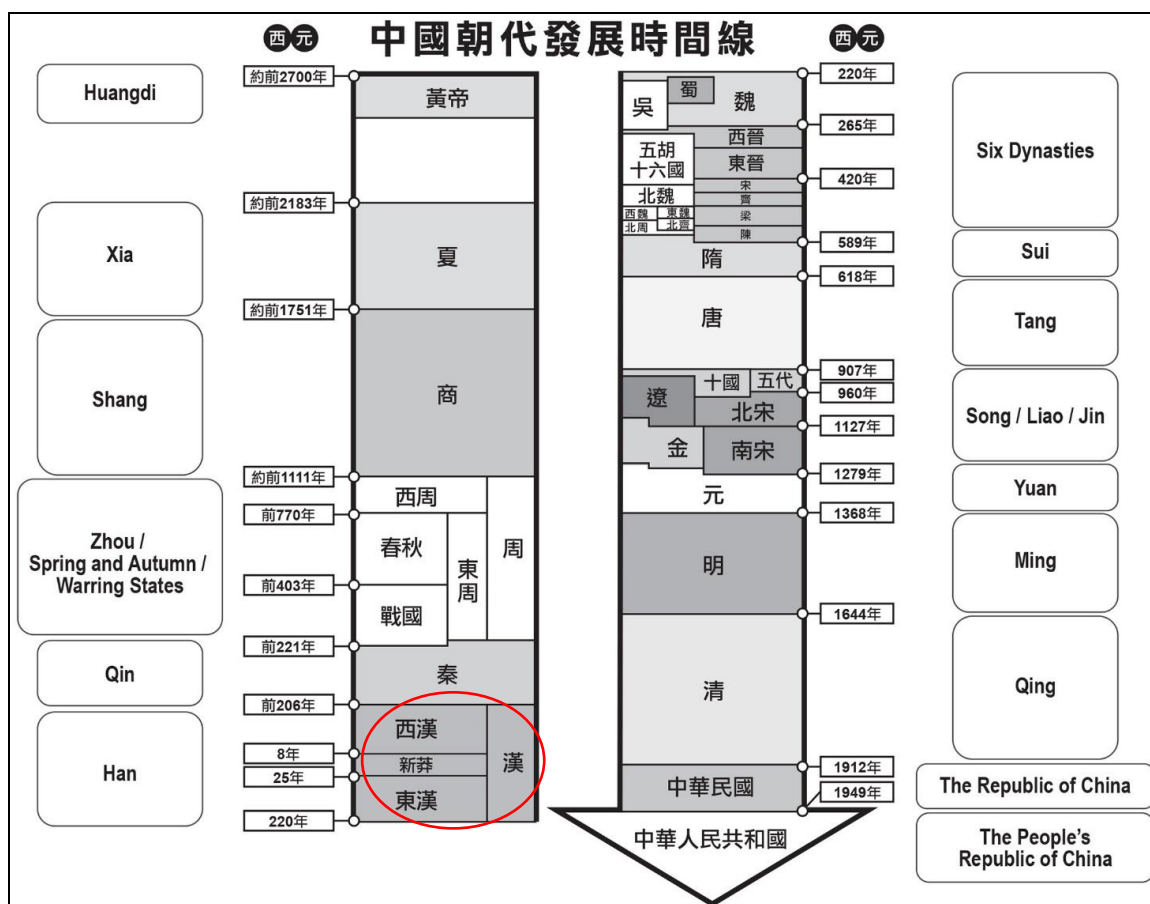 西元
中國朝代發展時間線
西元
Huangdi
約前2700年
黃帝
約前2183年
Xia
夏
約前1751年
Shang
商
約前1111年
西周
前770年
Zhou /
Spring and Autumn /
Warring States
春秋
東周
周
前403年
戰國
前221年
Qin
秦
前206年
西漢
Han
8年
新莽
漢
25年
東漢
220年
220年
蜀
吳
魏
265年
西晉
五胡
十六國
東晉
Six Dynasties
420年
宋
北魏
齊
西魏
東魏
梁
北周
北齊
陳
589年
隋
Sui
618年
唐
Tang
907年
十國
五代
960年
遼
北宋
Song / Liao / Jin
1127年
金
南宋
1279年
元
Yuan
1368年
明
Ming
1644年
清
Qing
1912年
中華民國
The Republic of China
1949年
中華人民共和國
The People's
Republic of China